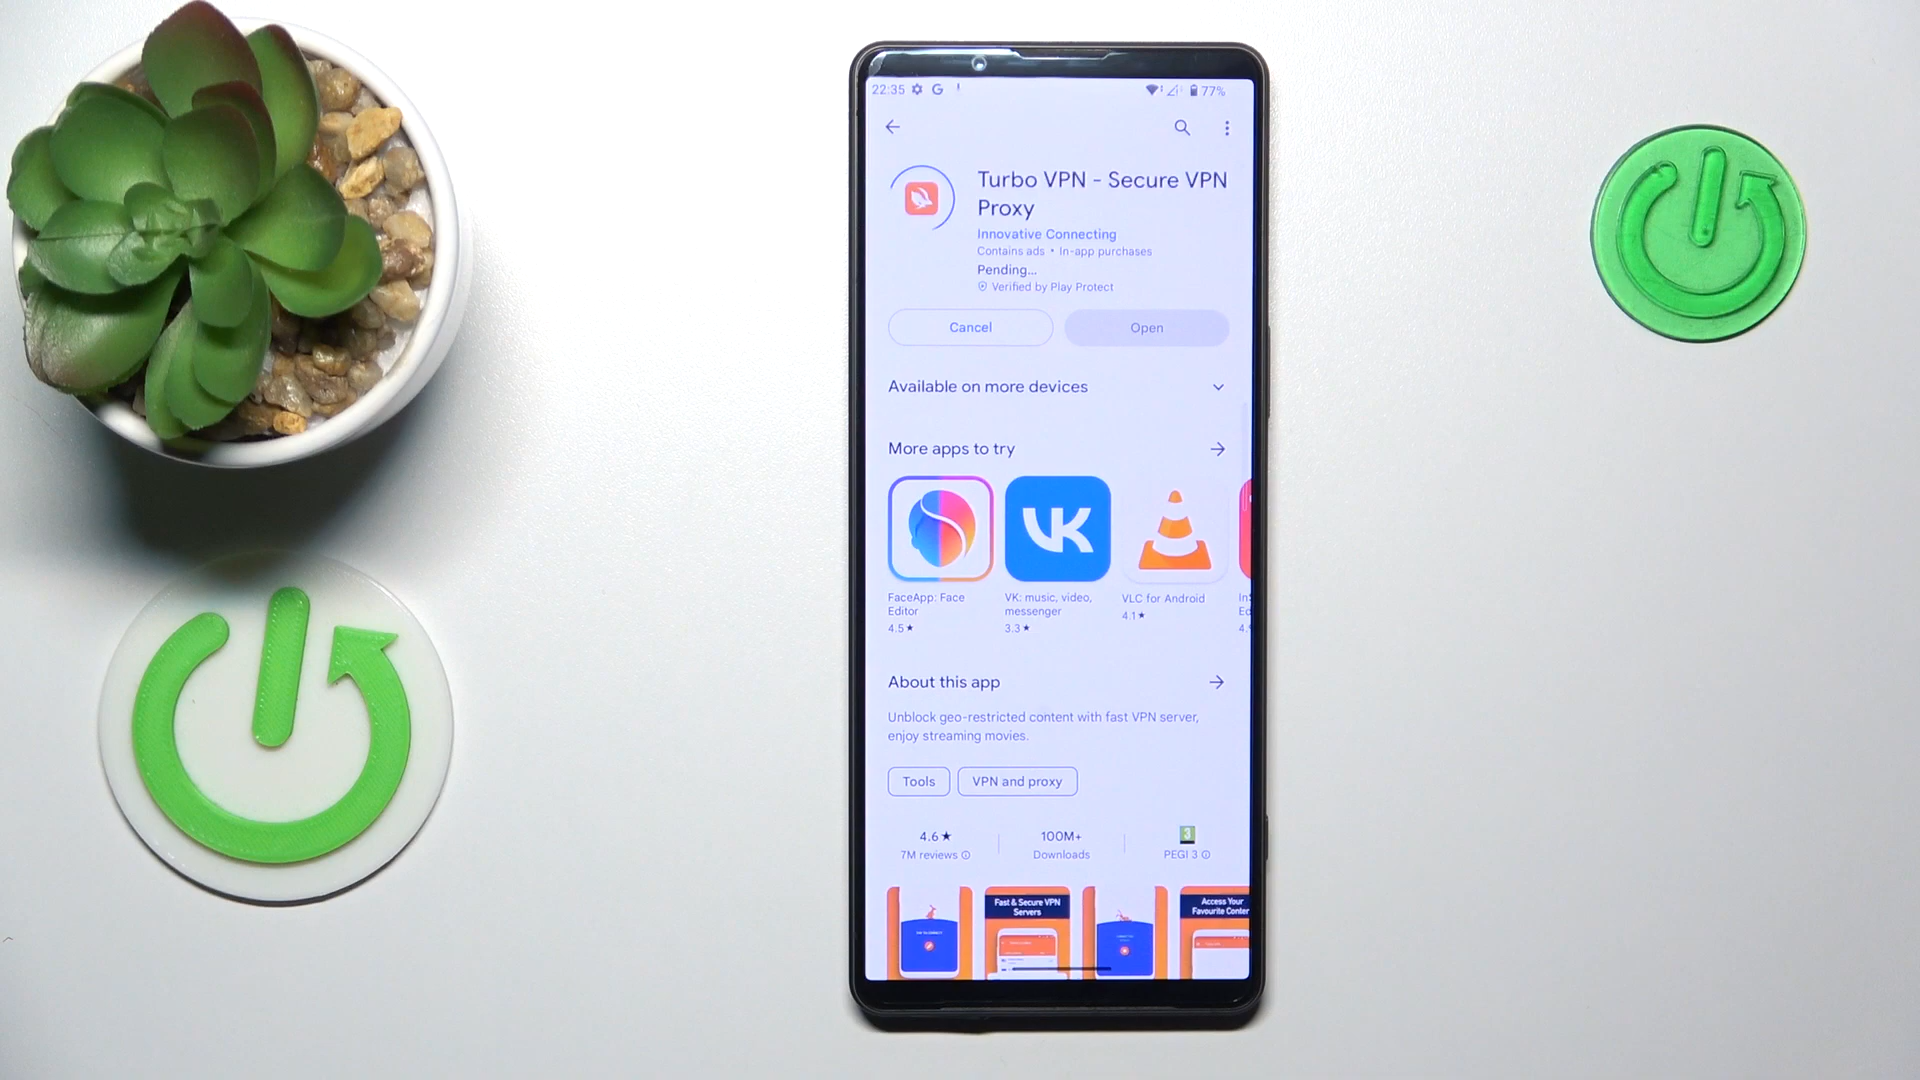 22:35
77%
Turbo VPN - Secure VPN
Proxy
Innovative Connecting
Contains ads • In-app purchases
Pending...
Verified by Play Protect
Cancel
Open
Available on more devices
More apps to try
VK
FaceApp: Face
Editor
4.5★
VK: music, video,
messenger
3.3★
VLC for Android
4.1★
About this app
Unblock geo-restricted content with fast VPN server,
enjoy streaming movies.
Tools
VPN and proxy
4.6★
7M reviews
100M+
Downloads
3
PEGI 3
Fast & Secure VPN
Servers
Access Your
Favourite Conten